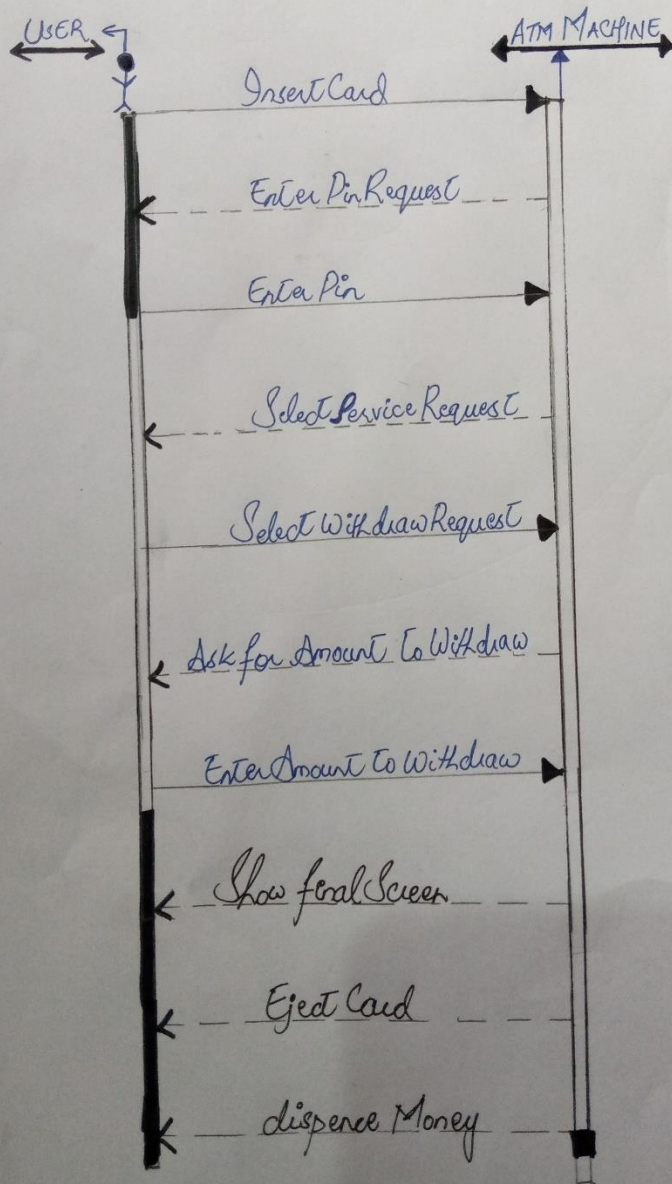 USER
ATM MACHINE
Insert Card
Enter Pin Request
Enter Pin
Select Service Request
Select Withdraw Request
Ask for Amount To Withdraw
Enter Amount To Withdraw
Show final Screen
Eject Card
dispence Money